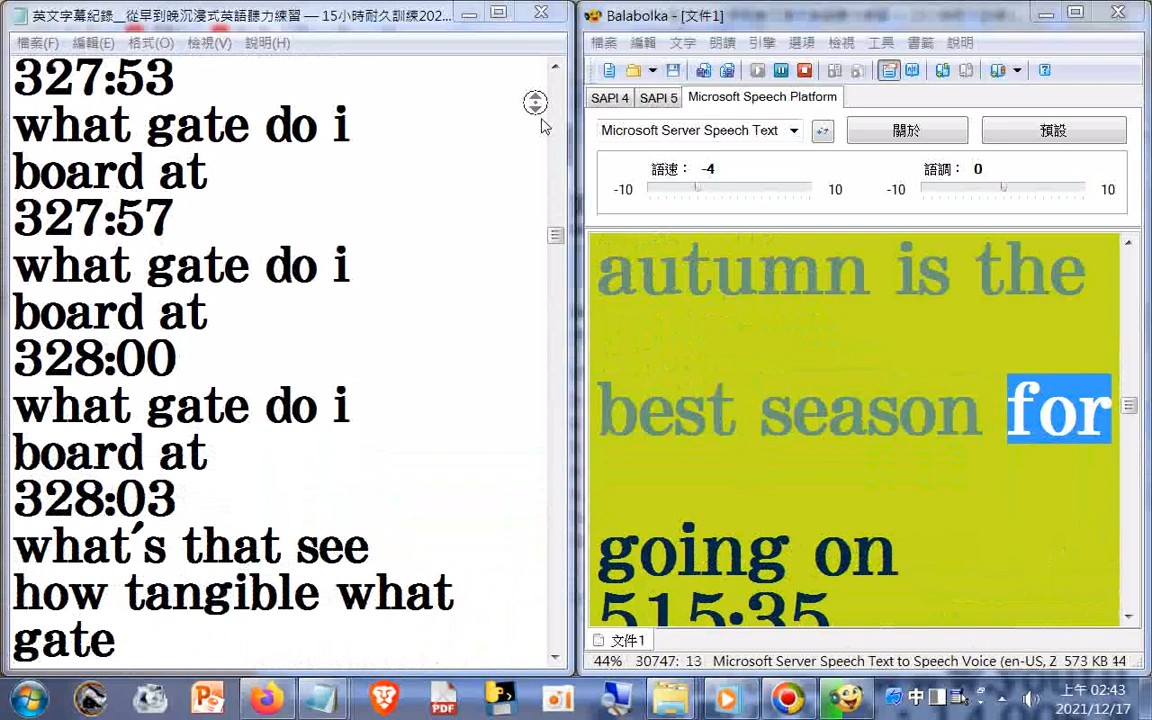 英文字幕紀錄__從早到晚沉浸式英語聽力練習 — 15小時耐久訓練202...
檔案(F) 編輯(E) 格式(O) 檢視(V) 說明(H)
327:53
what gate do i
board at
327:57
what gate do i
board at
328:00
what gate do i
board at
328:03
what's that see
how tangible what
gate
Balabolka - [文件1]
檔案 編輯 文字 朗讀 引擎 選項 檢視 工具 書籤 說明
SAPI 4 SAPI 5 Microsoft Speech Platform
Microsoft Server Speech Text 關於 預設
語速: -4 語調: 0
-10 10 -10 10
autumn is the
best season for
going on
515:35
文件1
44% 30747: 13 Microsoft Server Speech Text to Speech Voice (en-US, Z 573 KB 44
PDF
中
上午 02:43
2021/12/17